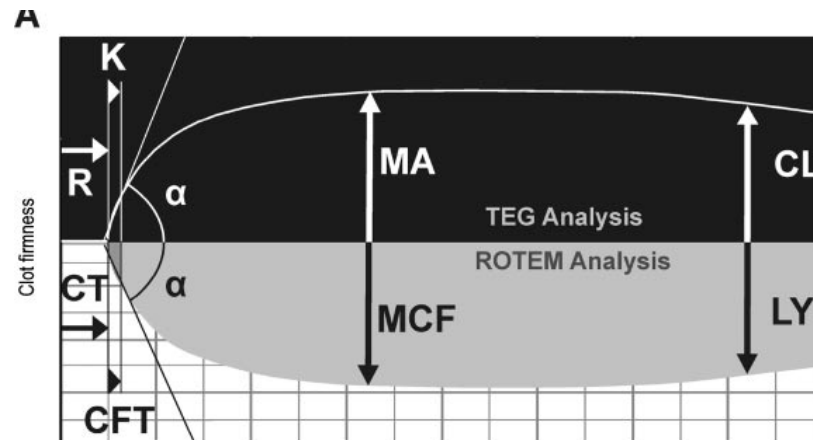 A
K
R
α
MA
CL
TEG Analysis
Clot firmness
ROTEM Analysis
CT
α
MCF
LY
CFT